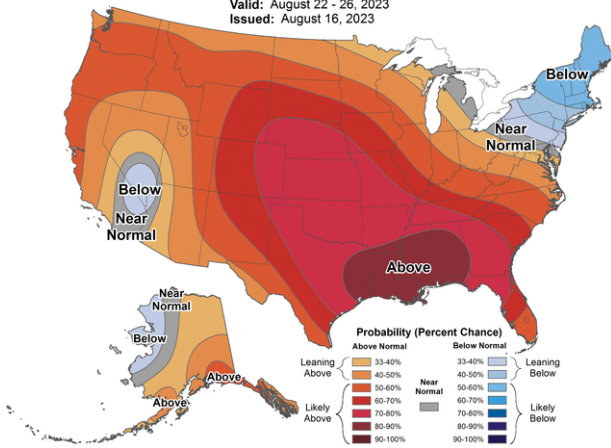 Valid: August 22 - 26, 2023
Issued: August 16, 2023
Below
Near
Normal
Below
Near
Normal
Above
Near
Normal
Below
Above
Above
Probability (Percent Chance)
Above Normal
Below Normal
Leaning
Above
33-40%
40-50%
Likely
Above
50-60%
60-70%
70-80%
80-90%
90-100%
Near
Normal
33-40%
40-50%
Leaning
Below
50-60%
60-70%
70-80%
80-90%
90-100%
Likely
Below